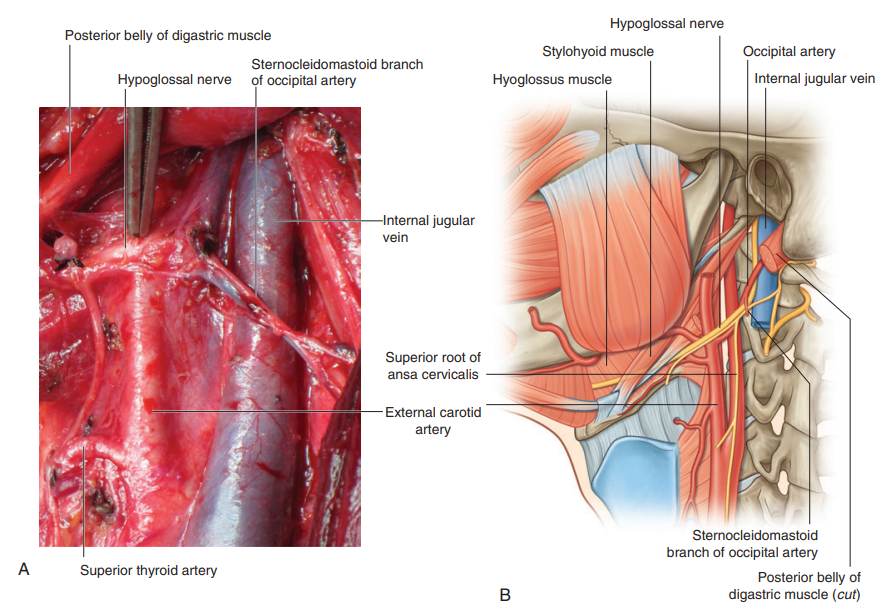 Posterior belly of digastric muscle
Hypoglossal nerve
Sternocleidomastoid branch
of occipital artery
Internal jugular
vein
Superior root of
ansa cervicalis
External carotid
artery
Superior thyroid artery
A
Hypoglossal nerve
Stylohyoid muscle
Occipital artery
Hyoglossus muscle
Internal jugular vein
Sternocleidomastoid
branch of occipital artery
Posterior belly of
digastric muscle (cut)
B